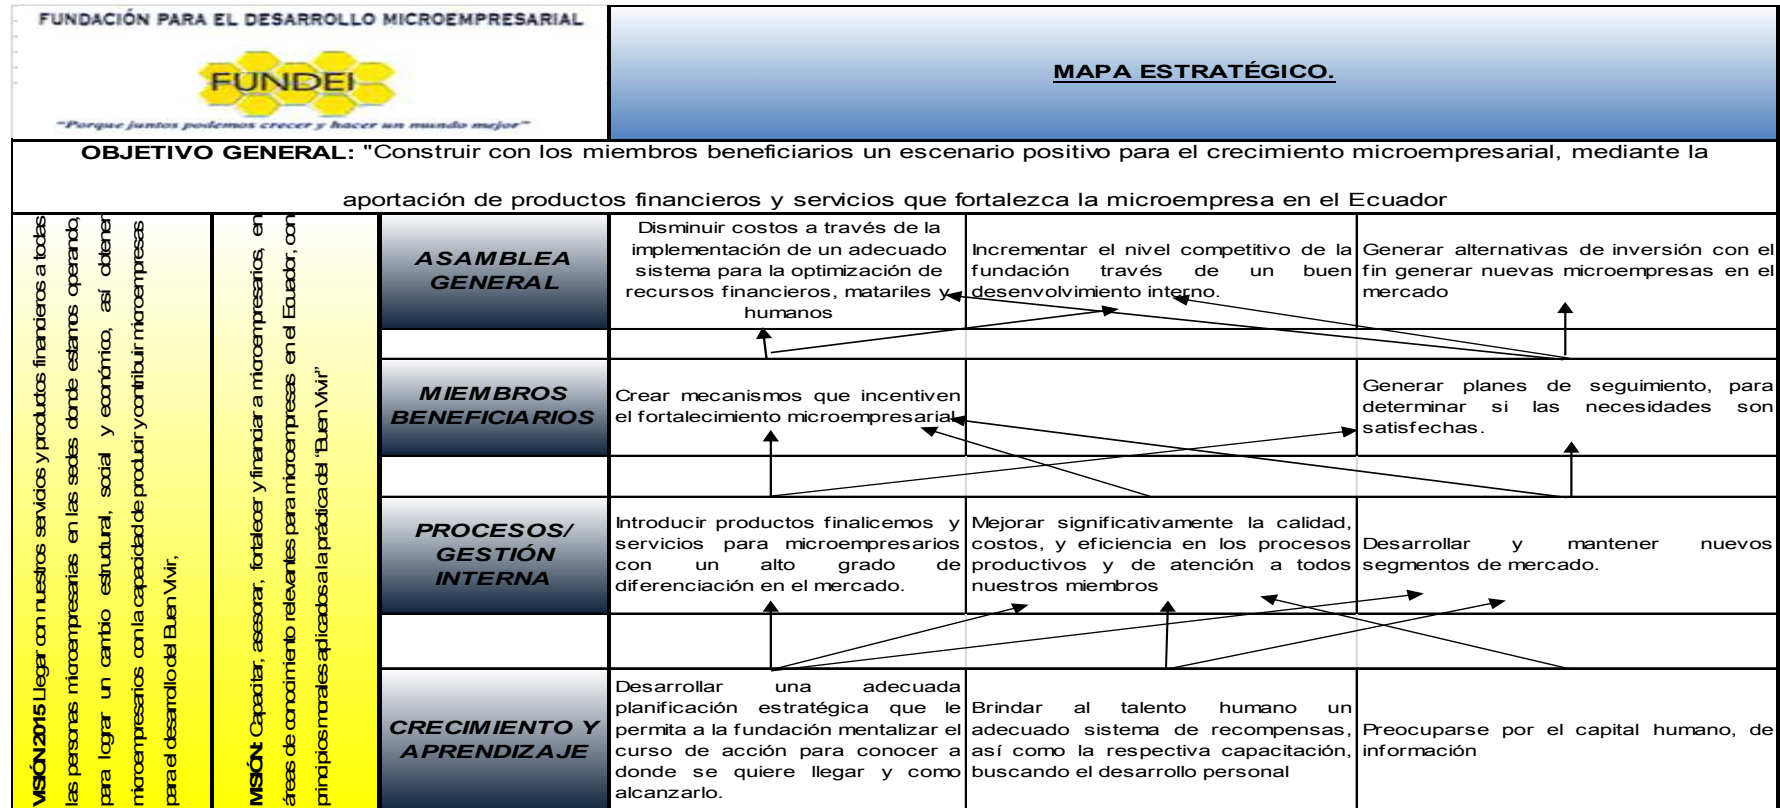 FUNDACIÓN PARA EL DESARROLLO MICROEMPRESARIAL
FUNDEI
"Porque juntos podemos crecer y hacer un mundo mejor"
MAPA ESTRATÉGICO.
OBJETIVO GENERAL: "Construir con los miembros beneficiarios un escenario positivo para el crecimiento microempresarial, mediante la
aportación de productos financieros y servicios que fortalezca la microempresa en el Ecuador
VISIÓN 2015 Llegar con nuestros servicios y productos financieros a todas
las personas microempresarias en las sedes donde estamos operando,
para lograr un cambio estructural, social y económico, así obtener
microempresarios con la capacidad de producir y contribuir microempresas
para el desarrollo del Buen Vivir,
MISIÓN: Capacitar, asesorar, fortalecer y financiar a microempresarios, en
áreas de conocimiento relevantes para microempresas en el Ecuador, con
principios morales aplicados a la práctica del "Buen Vivir"
ASAMBLEA
GENERAL
Disminuir costos a través de la
implementación de un adecuado
sistema para la optimización de
recursos financieros, matariles y
humanos
Incrementar el nivel competitivo de la
fundación través de un buen
desenvolvimiento interno.
Generar alternativas de inversión con el
fin generar nuevas microempresas en el
mercado
MIEMBROS
BENEFICIARIOS
Crear mecanismos que incentiven
el fortalecimiento microempresarial
Generar planes de seguimiento, para
determinar si las necesidades son
satisfechas.
PROCESOS/
GESTIÓN
INTERNA
Introducir productos finalicemos y
servicios para microempresarios
con un alto grado de
diferenciación en el mercado.
Mejorar significativamente la calidad,
costos, y eficiencia en los procesos
productivos y de atención a todos
nuestros miembros
Desarrollar y mantener nuevos
segmentos de mercado.
CRECIMIENTO Y
APRENDIZAJE
Desarrollar una adecuada
planificación estratégica que le
permita a la fundación mentalizar el
curso de acción para conocer a
donde se quiere llegar y como
alcanzarlo.
Brindar al talento humano un
adecuado sistema de recompensas,
así como la respectiva capacitación,
buscando el desarrollo personal
Preocuparse por el capital humano, de
información